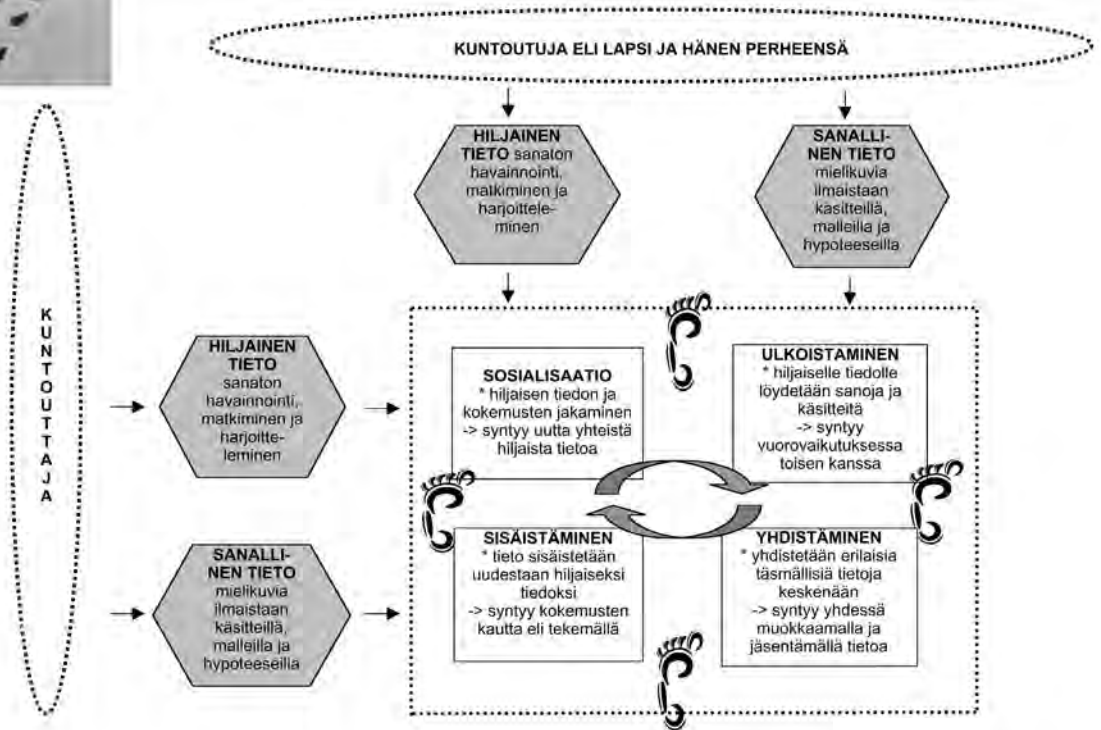 KUNTOUTUJA ELI LAPSI JA HÄNEN PERHEENSÄ
HILJAINEN
TIETO sanaton
havainnointi,
matkiminen ja
harjoittele-
minen
SANALLI-
NEN TIETO
mielikuvia
ilmaistaan
käsitteillä,
malleilla ja
hypoteeseilla
K
U
N
T
O
U
T
T
A
J
A
HILJAINEN
TIETO
sanaton
havainnointi,
matkiminen ja
harjoitte-
leminen
SANALLI-
NEN TIETO
mielikuvia
ilmaistaan
käsitteillä,
malleilla ja
hypoteeseilla
SOSIALISAATIO
* hiljaisen tiedon ja
kokemusten jakaminen
-> syntyy uutta yhteistä
hiljaista tietoa
ULKOISTAMINEN
* hiljaiselle tiedolle
löydetään sanoja ja
käsitteitä
-> syntyy
vuorovaikutuksessa
toisen kanssa
SISÄISTÄMINEN
* tieto sisäistetään
uudestaan hiljaiseksi
tiedoksi
-> syntyy kokemusten
kautta eli tekemällä
YHDISTÄMINEN
* yhdistetään erilaisia
täsmällisiä tietoja
keskenään
-> syntyy yhdessä
muokkaamalla ja
jäsentämällä tietoa